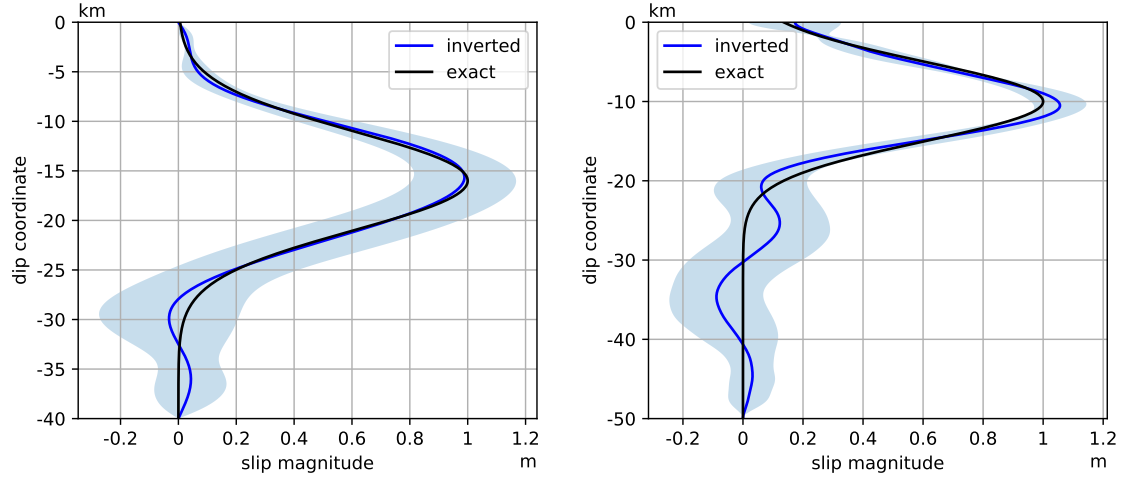 km
0
-5
-10
-15
-20
-25
-30
-35
-40
dip coordinate
inverted
exact
-0.2 0 0.2 0.4 0.6 0.8 1 1.2
slip magnitude m
km
0
-10
-20
-30
-40
-50
dip coordinate
inverted
exact
-0.2 0 0.2 0.4 0.6 0.8 1 1.2
slip magnitude m